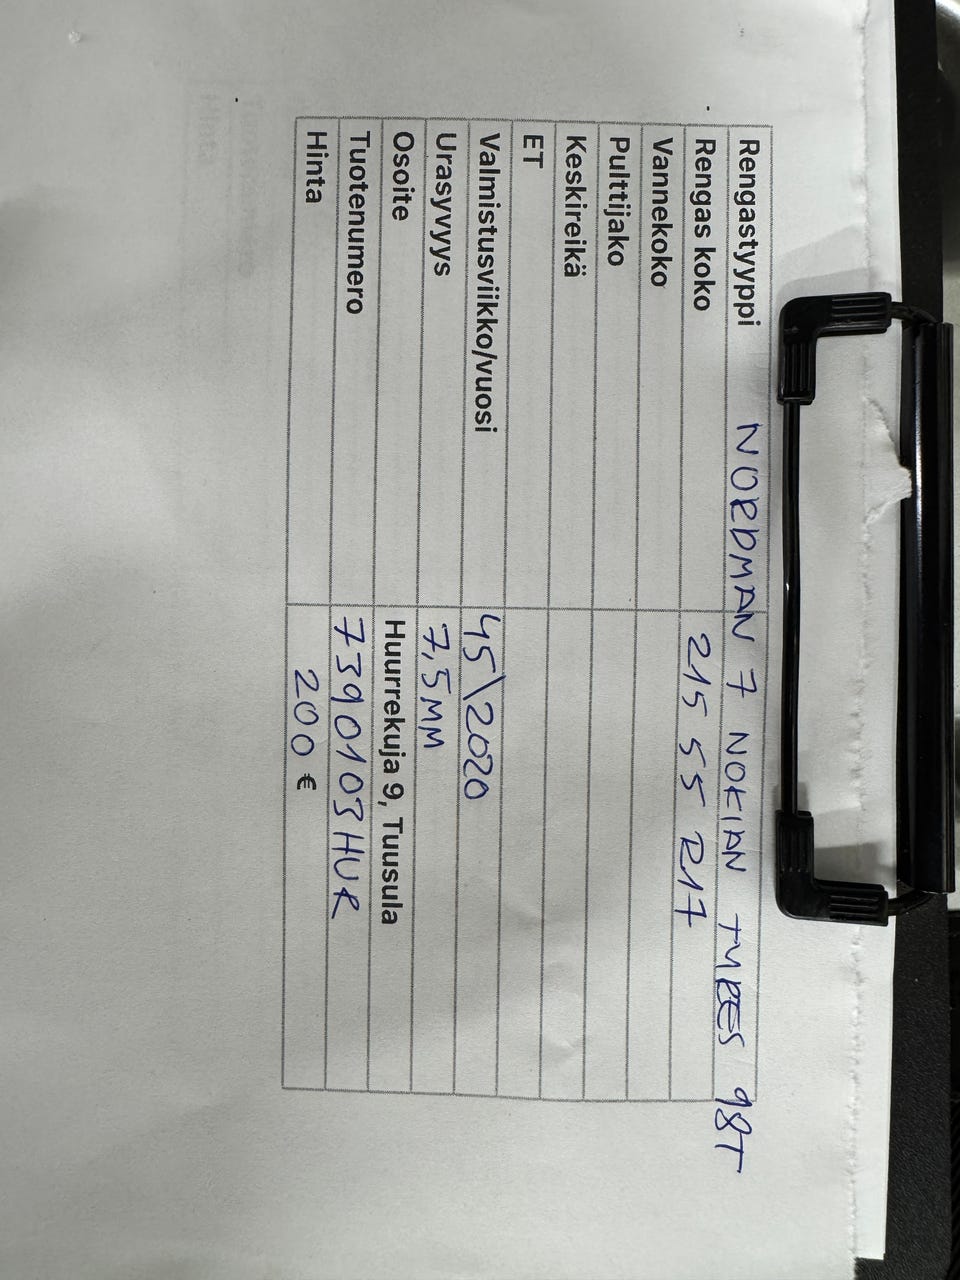 Rengastyyppi NORDMAN 7 NOKIAN TYRES 98T
Rengas koko 215 55 R17
Vannekoko
Pulttijako
Keskireikä
ET
Valmistusviikko/vuosi 45\2020
Urasyvyys 7,5MM
Osoite Huurrekuja 9, Tuusula
Tuotenumero 7390103HUR
Hinta 200 €